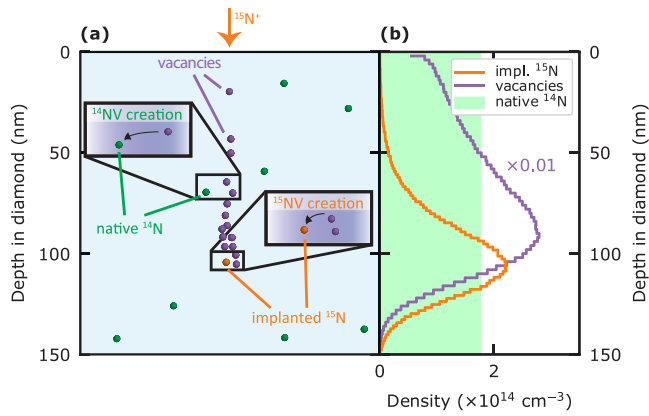 (a)
¹⁵N⁺
(b)
0
50
100
150
Depth in diamond (nm)
vacancies
¹⁴NV creation
native ¹⁴N
¹⁵NV creation
implanted ¹⁵N
impl. ¹⁵N
vacancies
native ¹⁴N
×0.01
0
50
100
150
Depth in diamond (nm)
0
2
Density (×10¹⁴ cm⁻³)